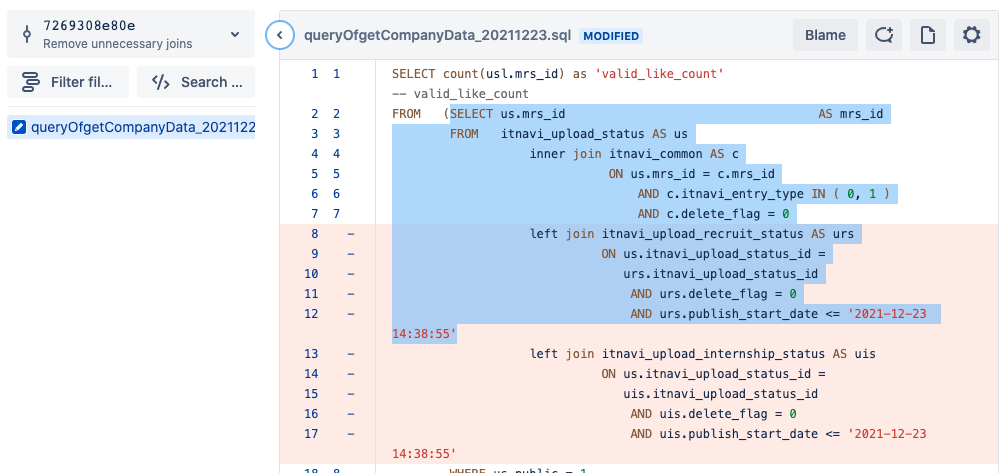 7269308e80e
Remove unnecessary joins
Filter fil...
Search ...
queryOfgetCompanyData_2021122
queryOfgetCompanyData_20211223.sql MODIFIED
Blame
1 1 SELECT count(usl.mrs_id) as 'valid_like_count'
-- valid_like_count
2 2 FROM (SELECT us.mrs_id AS mrs_id
3 3 FROM itnavi_upload_status AS us
4 4 inner join itnavi_common AS c
5 5 ON us.mrs_id = c.mrs_id
6 6 AND c.itnavi_entry_type IN ( 0, 1 )
7 7 AND c.delete_flag = 0
8 - left join itnavi_upload_recruit_status AS urs
9 - ON us.itnavi_upload_status_id =
10 - urs.itnavi_upload_status_id
11 - AND urs.delete_flag = 0
12 - AND urs.publish_start_date <= '2021-12-23
14:38:55'
13 - left join itnavi_upload_internship_status AS uis
14 - ON us.itnavi_upload_status_id =
15 - uis.itnavi_upload_status_id
16 - AND uis.delete_flag = 0
17 - AND uis.publish_start_date <= '2021-12-23
14:38:55'
18 8 WHERE us.public = 1